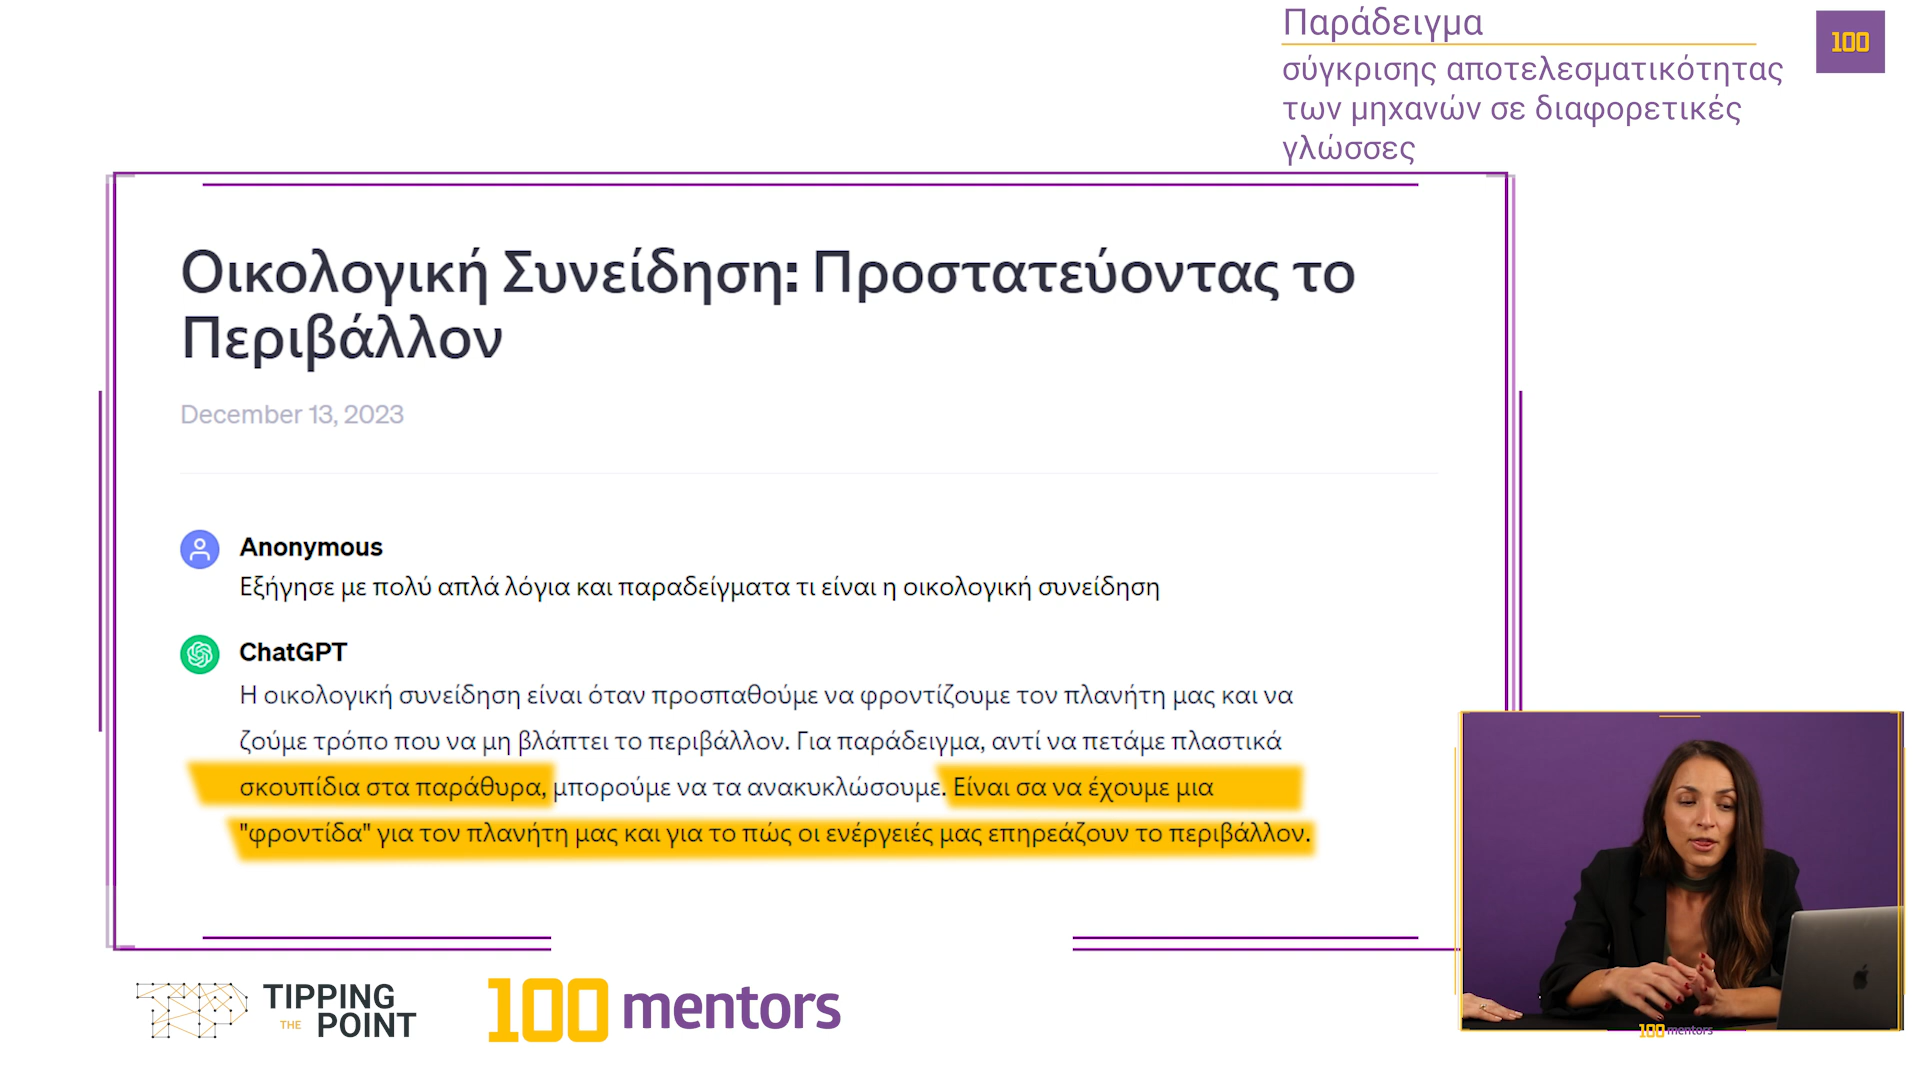 Παράδειγμα
σύγκρισης αποτελεσματικότητας
των μηχανών σε διαφορετικές
γλώσσες
100
Οικολογική Συνείδηση: Προστατεύοντας το
Περιβάλλον
December 13, 2023
Anonymous
Εξήγησε με πολύ απλά λόγια και παραδείγματα τι είναι η οικολογική συνείδηση
ChatGPT
Η οικολογική συνείδηση είναι όταν προσπαθούμε να φροντίζουμε τον πλανήτη μας και να
ζούμε τρόπο που να μη βλάπτει το περιβάλλον. Για παράδειγμα, αντί να πετάμε πλαστικά
σκουπίδια στα παράθυρα, μπορούμε να τα ανακυκλώσουμε. Είναι σα να έχουμε μια
"φροντίδα" για τον πλανήτη μας και για το πώς οι ενέργειές μας επηρεάζουν το περιβάλλον.
TP
TIPPING
THE POINT
100 mentors
100 mentors